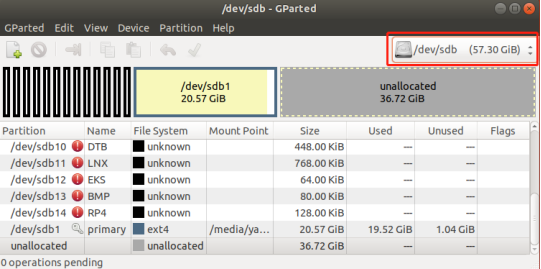 /dev/sdb - GParted
GParted Edit View Device Partition Help
/dev/sdb (57.30 GiB)
/dev/sdb1
20.57 GiB
unallocated
36.72 GiB
Partition Name File System Mount Point Size Used Unused Flags
/dev/sdb10 DTB unknown 448.00 KiB --- ---
/dev/sdb11 LNX unknown 768.00 KiB --- ---
/dev/sdb12 EKS unknown 64.00 KiB --- ---
/dev/sdb13 BMP unknown 80.00 KiB --- ---
/dev/sdb14 RP4 unknown 128.00 KiB --- ---
/dev/sdb1 primary ext4 /media/ya... 20.57 GiB 19.52 GiB 1.04 GiB
unallocated unallocated 36.72 GiB --- ---
0 operations pending